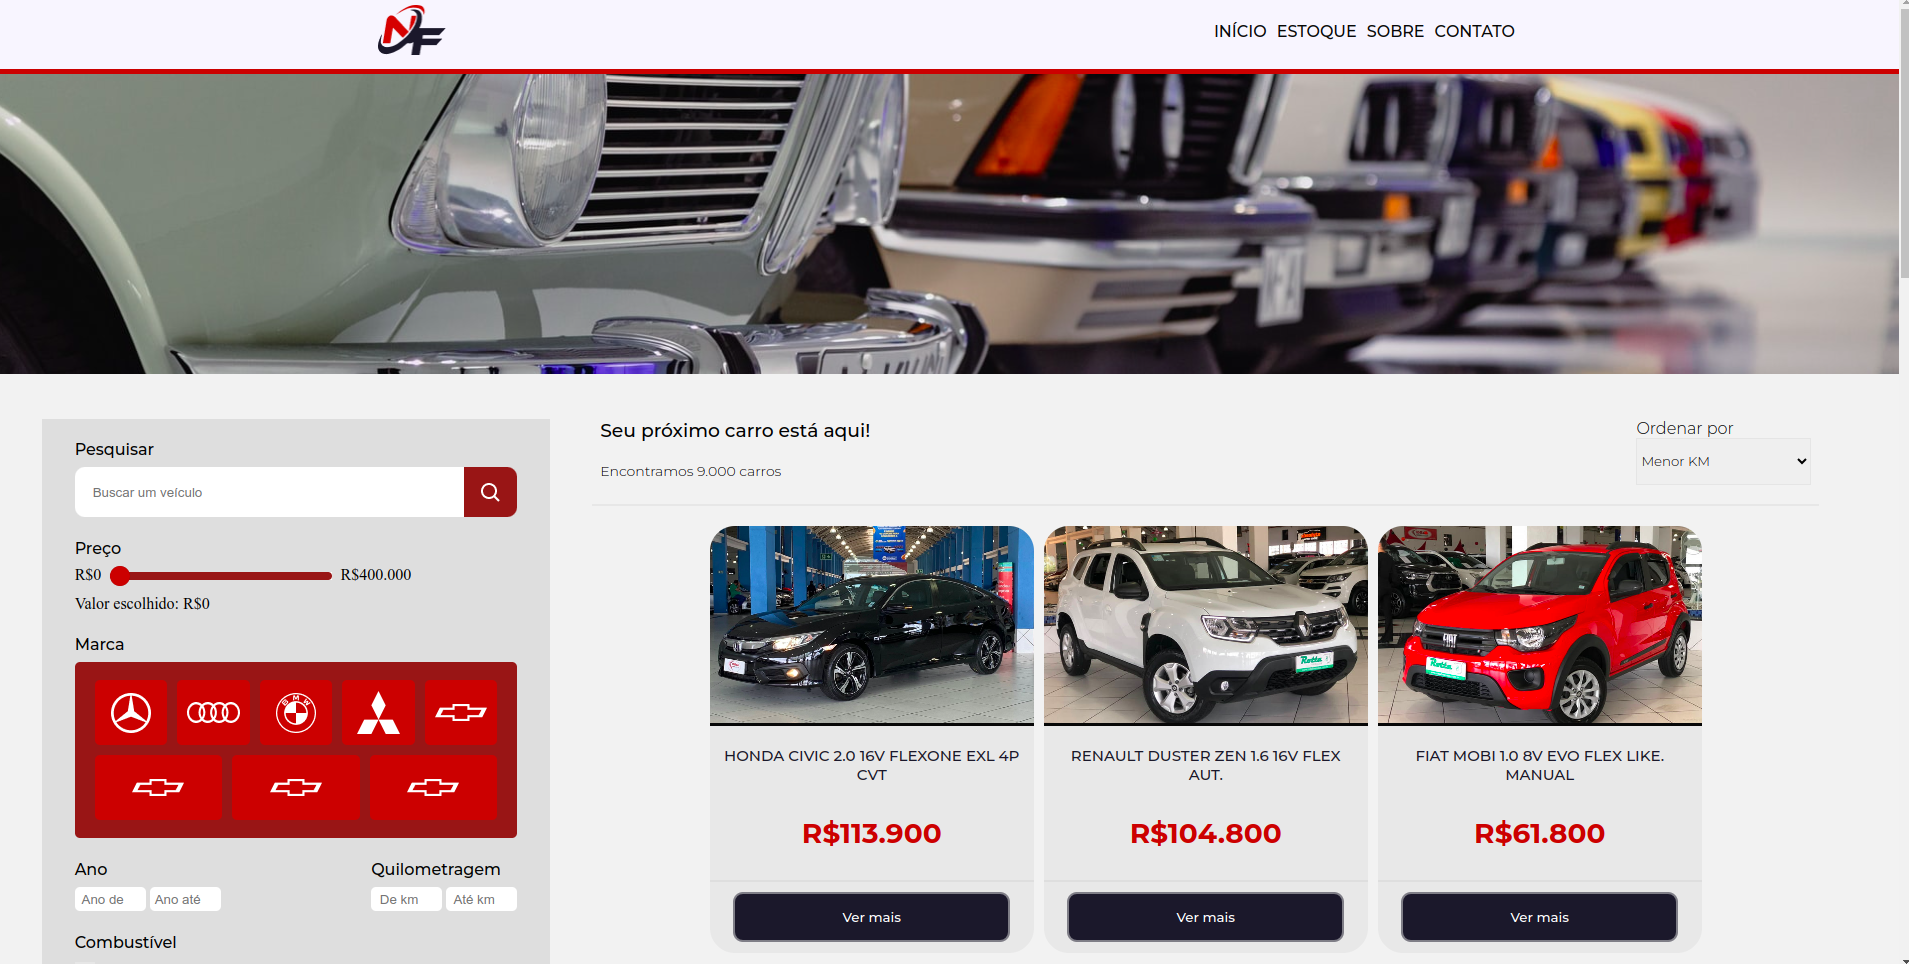 NF
INÍCIO ESTOQUE SOBRE CONTATO
Pesquisar
Buscar um veículo
Preço
R$0 R$400.000
Valor escolhido: R$0
Marca
BMW
Ano
Ano de Ano até
Quilometragem
De km Até km
Combustível
Seu próximo carro está aqui!
Encontramos 9.000 carros
Ordenar por
Menor KM
HONDA CIVIC 2.0 16V FLEXONE EXL 4P
CVT
R$113.900
Ver mais
Rotta
RENAULT DUSTER ZEN 1.6 16V FLEX
AUT.
R$104.800
Ver mais
FIAT
Rotta
FIAT MOBI 1.0 8V EVO FLEX LIKE.
MANUAL
R$61.800
Ver mais